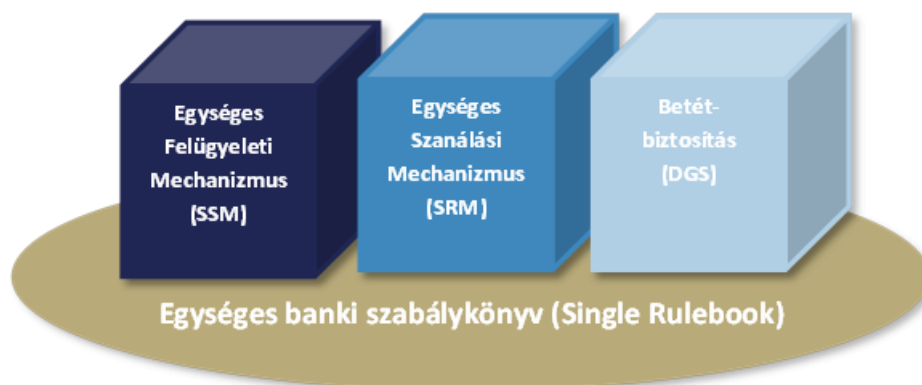 Egységes
Felügyeleti
Mechanizmus
(SSM)
Egységes
Szanálási
Mechanizmus
(SRM)
Betét-
biztosítás
(DGS)
Egységes banki szabálykönyv (Single Rulebook)